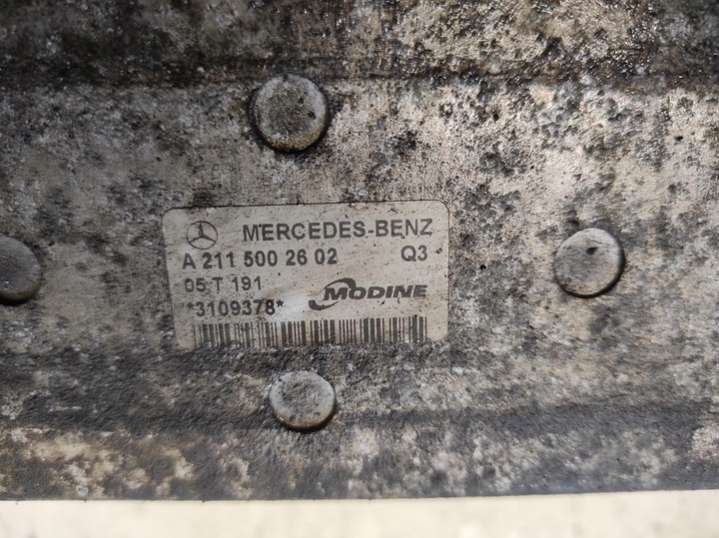 MERCEDES-BENZ
A 211 500 26 02 Q3
05 T 191
MODINE
*3109378*